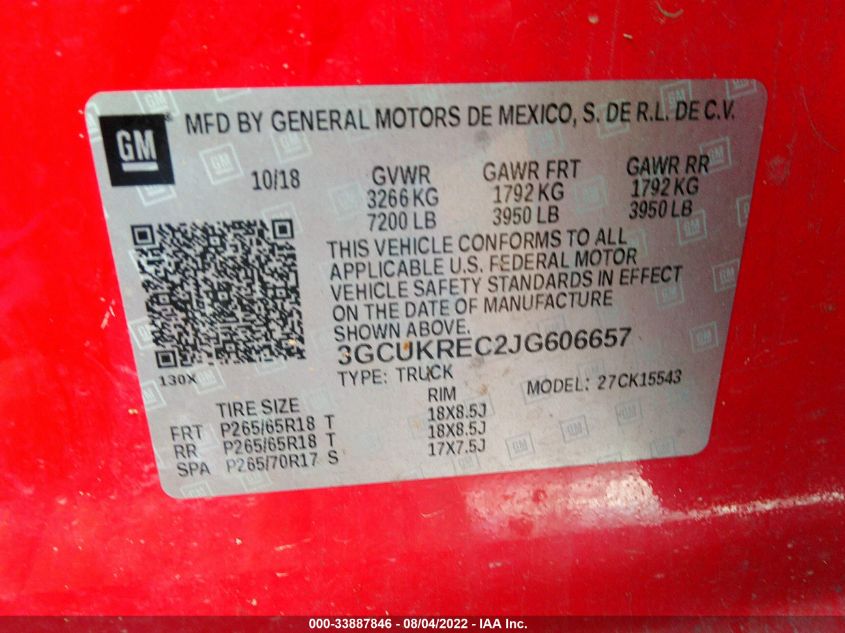 GM
MFD BY GENERAL MOTORS DE MEXICO, S. DE R.L. DE C.V.
10/18 GVWR GAWR FRT GAWR RR
3266 KG 1792 KG 1792 KG
7200 LB 3950 LB 3950 LB
THIS VEHICLE CONFORMS TO ALL
APPLICABLE U.S. FEDERAL MOTOR
VEHICLE SAFETY STANDARDS IN EFFECT
ON THE DATE OF MANUFACTURE
SHOWN ABOVE.
3GCUKREC2JG606657
130X TYPE: TRUCK MODEL: 27CK15543
TIRE SIZE RIM
FRT P265/65R18 T 18X8.5J
RR P265/65R18 T 18X8.5J
SPA P265/70R17 S 17X7.5J
000-33887846 - 08/04/2022 - IAA Inc.